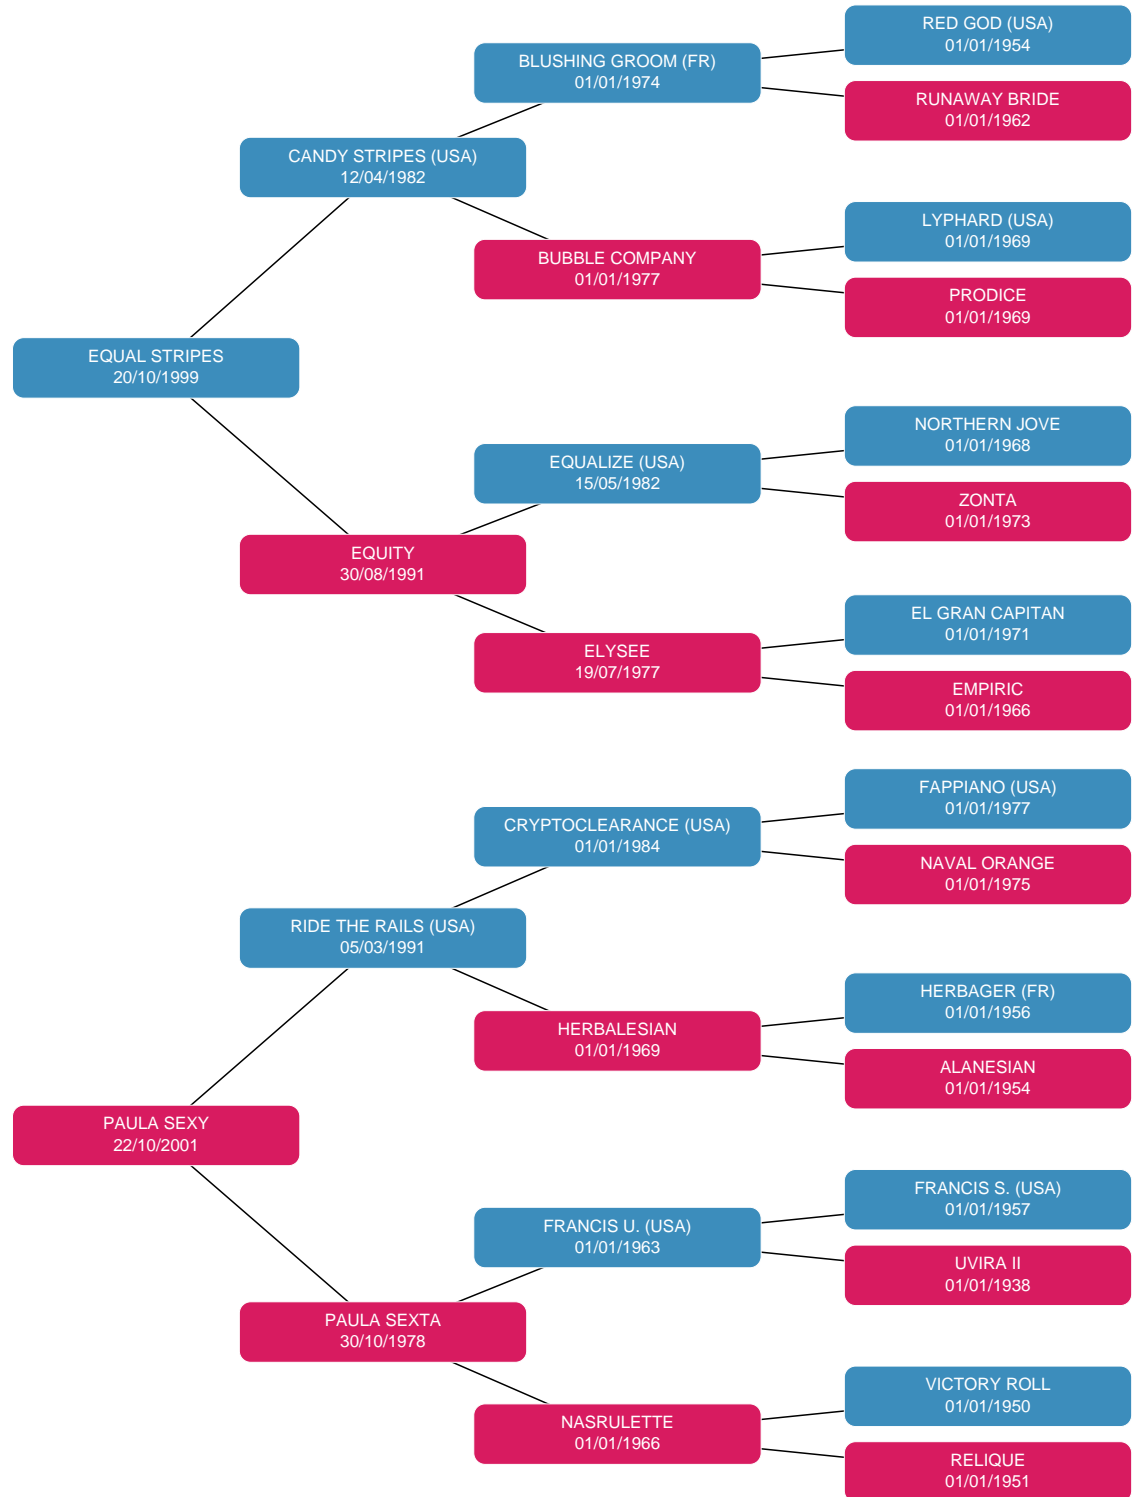 RED GOD (USA)
01/01/1954
BLUSHING GROOM (FR)
01/01/1974
RUNAWAY BRIDE
01/01/1962
CANDY STRIPES (USA)
12/04/1982
LYPHARD (USA)
01/01/1969
BUBBLE COMPANY
01/01/1977
PRODICE
01/01/1969
EQUAL STRIPES
20/10/1999
NORTHERN JOVE
01/01/1968
EQUALIZE (USA)
15/05/1982
ZONTA
01/01/1973
EQUITY
30/08/1991
EL GRAN CAPITAN
01/01/1971
ELYSEE
19/07/1977
EMPIRIC
01/01/1966
FAPPIANO (USA)
01/01/1977
CRYPTOCLEARANCE (USA)
01/01/1984
NAVAL ORANGE
01/01/1975
RIDE THE RAILS (USA)
05/03/1991
HERBAGER (FR)
01/01/1956
HERBALESIAN
01/01/1969
ALANESIAN
01/01/1954
PAULA SEXY
22/10/2001
FRANCIS S. (USA)
01/01/1957
FRANCIS U. (USA)
01/01/1963
UVIRA II
01/01/1938
PAULA SEXTA
30/10/1978
VICTORY ROLL
01/01/1950
NASRULETTE
01/01/1966
RELIQUE
01/01/1951